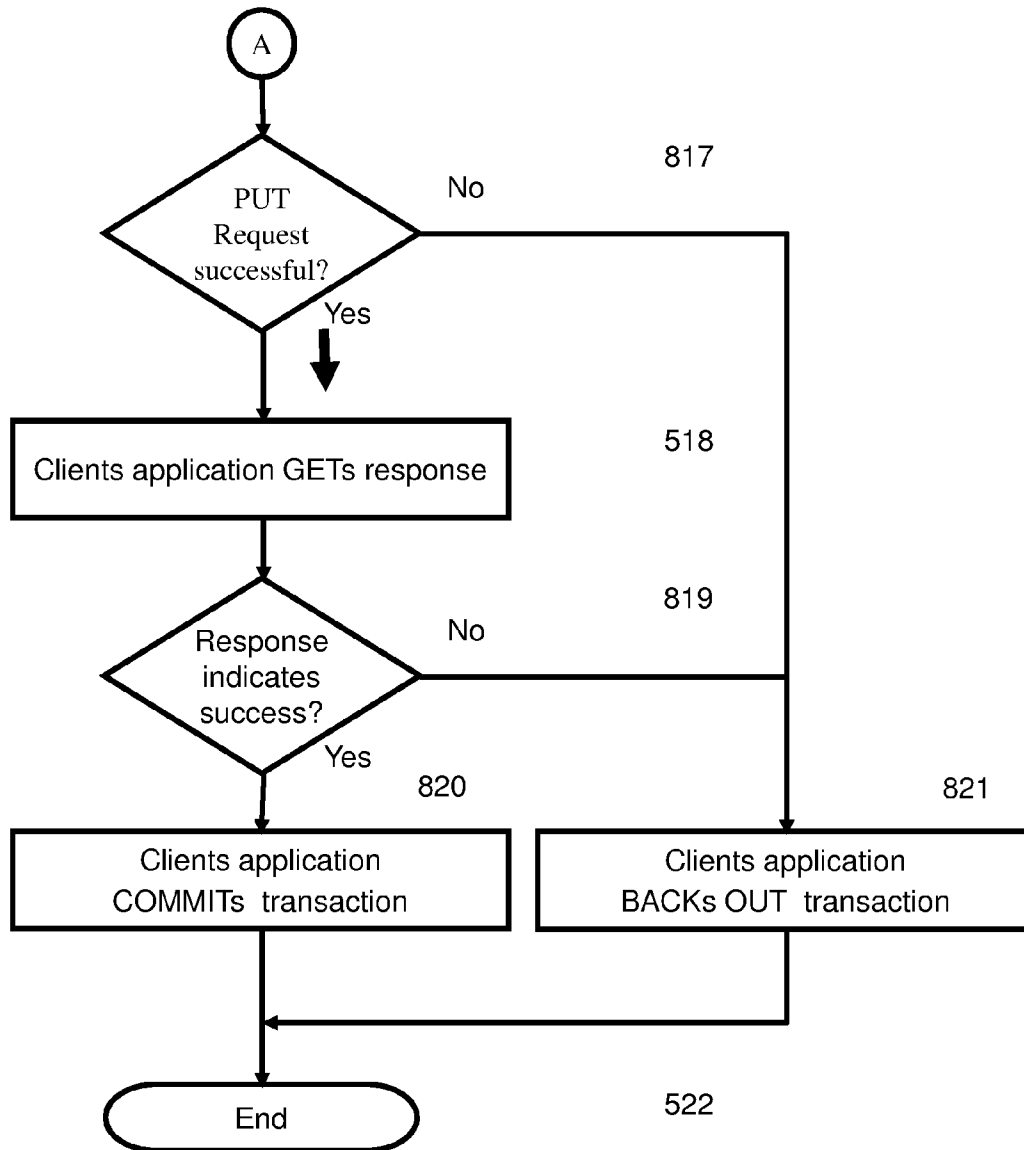 A
817
No
PUT
Request
successful?
Yes
518
Clients application GETs response
819
No
Response
indicates
success?
Yes
820
821
Clients application
COMMITs transaction
Clients application
BACKs OUT transaction
522
End